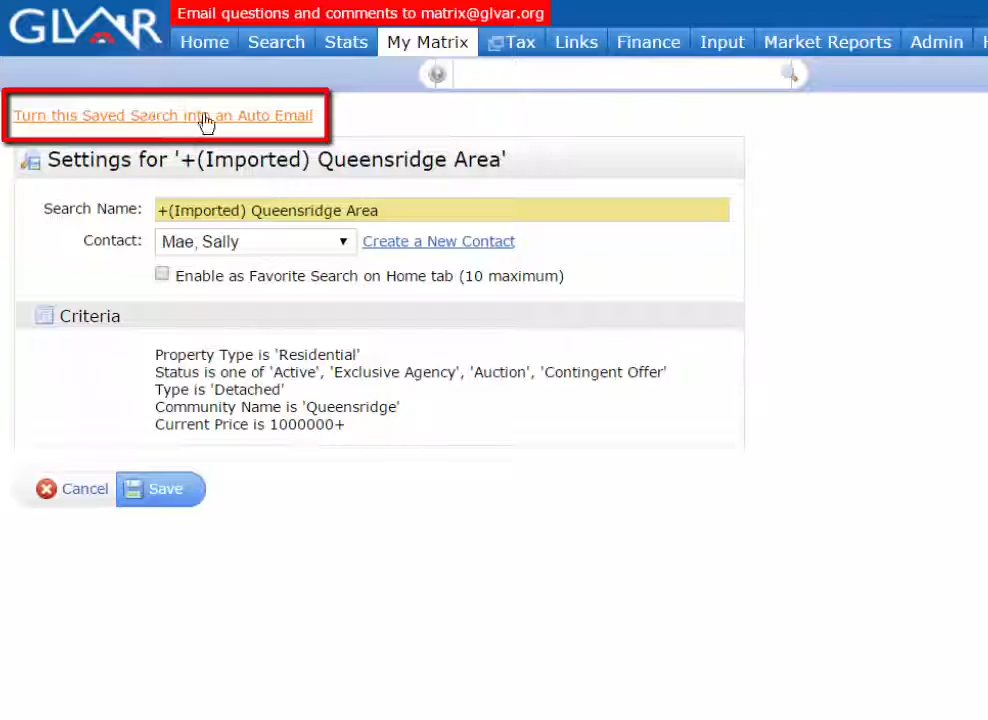 GLVAR
Email questions and comments to matrix@glvar.org
Home Search Stats My Matrix Tax Links Finance Input Market Reports Admin
Turn this Saved Search into an Auto Email
Settings for '+(Imported) Queensridge Area'
Search Name: +(Imported) Queensridge Area
Contact: Mae, Sally Create a New Contact
Enable as Favorite Search on Home tab (10 maximum)
Criteria
Property Type is 'Residential'
Status is one of 'Active', 'Exclusive Agency', 'Auction', 'Contingent Offer'
Type is 'Detached'
Community Name is 'Queensridge'
Current Price is 1000000+
Cancel Save